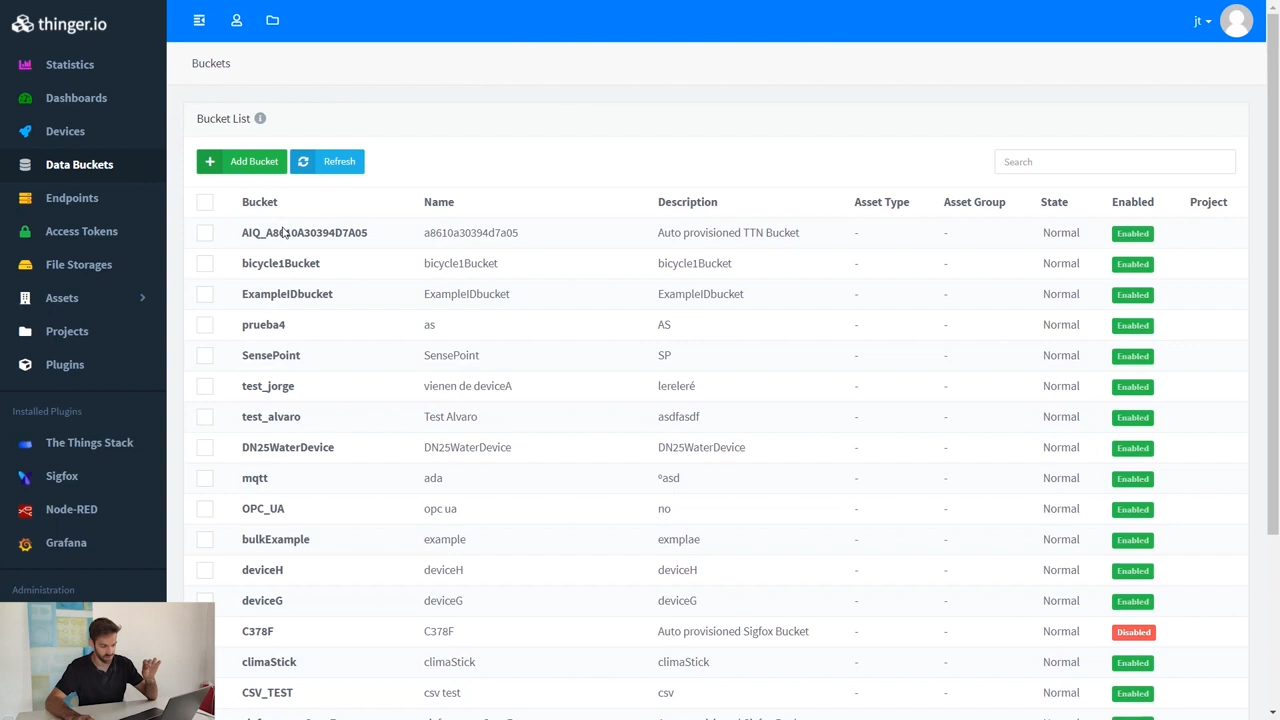 thinger.io
jt
Statistics
Dashboards
Devices
Data Buckets
Endpoints
Access Tokens
File Storages
Assets
Projects
Plugins
Installed Plugins
The Things Stack
Sigfox
Node-RED
Grafana
Administration
Buckets
Bucket List
Add Bucket Refresh Search
Bucket Name Description Asset Type Asset Group State Enabled Project
AIQ_A8610A30394D7A05 a8610a30394d7a05 Auto provisioned TTN Bucket - - Normal Enabled
bicycle1Bucket bicycle1Bucket bicycle1Bucket - - Normal Enabled
ExampleIDbucket ExampleIDbucket ExampleIDbucket - - Normal Enabled
prueba4 as AS - - Normal Enabled
SensePoint SensePoint SP - - Normal Enabled
test_jorge vienen de deviceA lereleré - - Normal Enabled
test_alvaro Test Alvaro asdfasdf - - Normal Enabled
DN25WaterDevice DN25WaterDevice DN25WaterDevice - - Normal Enabled
mqtt ada ºasd - - Normal Enabled
OPC_UA opc ua no - - Normal Enabled
bulkExample example exmplae - - Normal Enabled
deviceH deviceH deviceH - - Normal Enabled
deviceG deviceG deviceG - - Normal Enabled
C378F C378F Auto provisioned Sigfox Bucket - - Normal Disabled
climaStick climaStick climaStick - - Normal Enabled
CSV_TEST csv test csv - - Normal Enabled